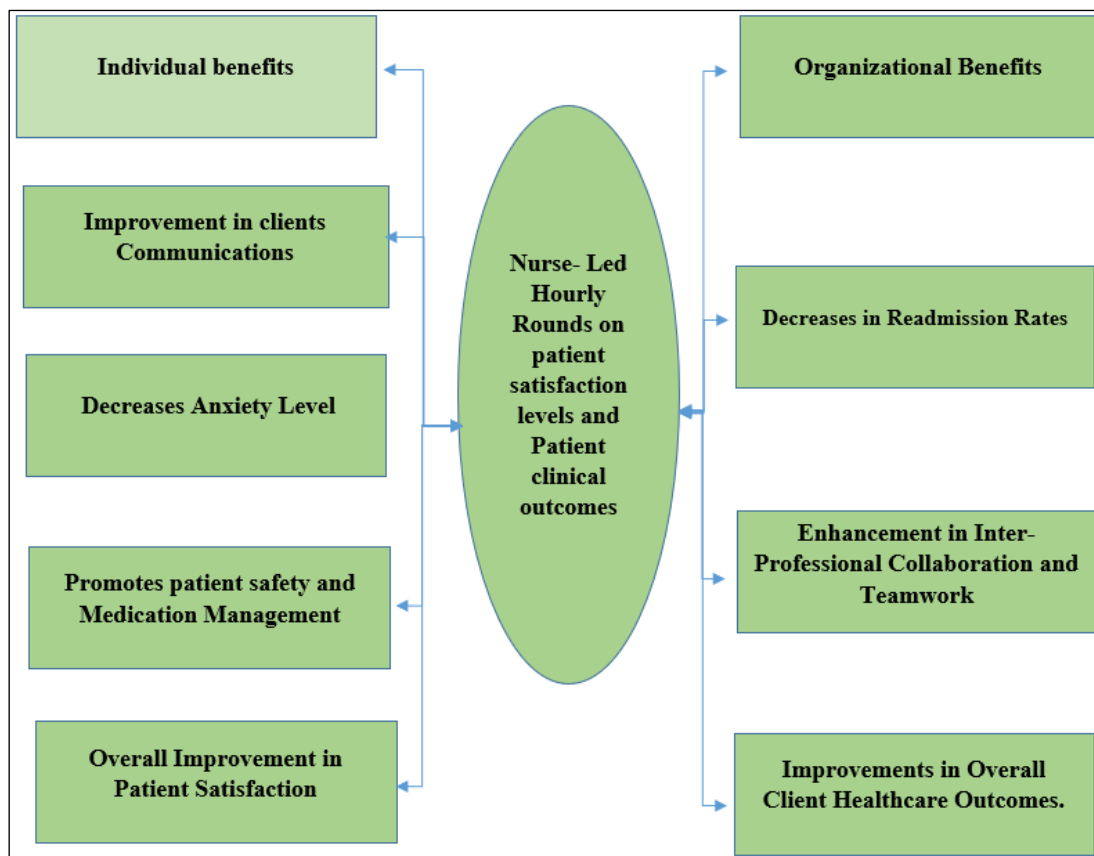 Individual benefits
Improvement in clients
Communications
Decreases Anxiety Level
Promotes patient safety and
Medication Management
Overall Improvement in
Patient Satisfaction
Nurse- Led
Hourly
Rounds on
patient
satisfaction
levels and
Patient
clinical
outcomes
Organizational Benefits
Decreases in Readmission Rates
Enhancement in Inter-
Professional Collaboration and
Teamwork
Improvements in Overall
Client Healthcare Outcomes.